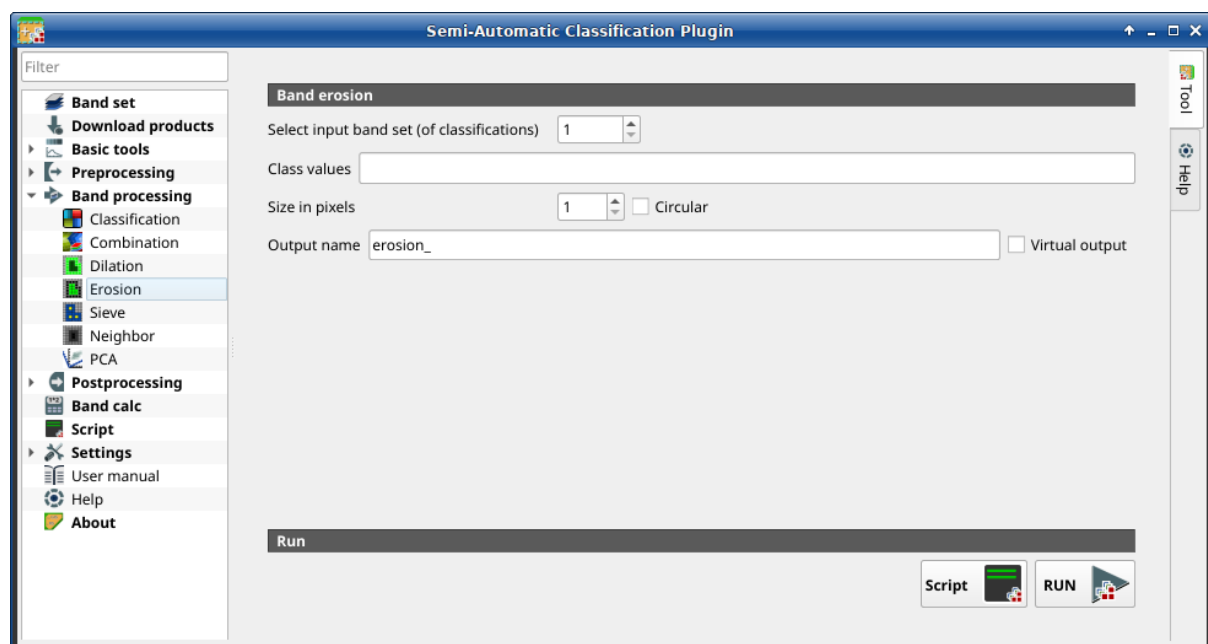 Semi-Automatic Classification Plugin
Filter
Band set
Download products
Basic tools
Preprocessing
Band processing
Classification
Combination
Dilation
Erosion
Sieve
Neighbor
PCA
Postprocessing
Band calc
Script
Settings
User manual
Help
About
Band erosion
Select input band set (of classifications) 1
Class values
Size in pixels 1 Circular
Output name erosion_ Virtual output
Run
Script RUN
Tool
Help